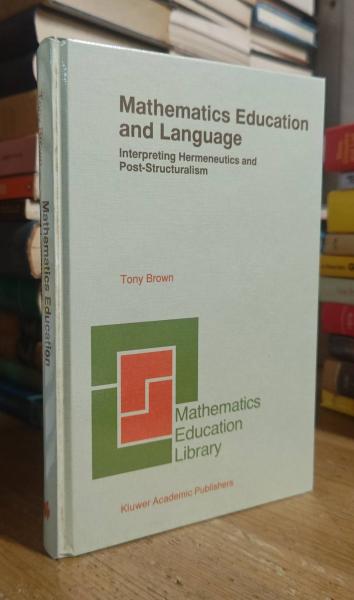 Mathematics Education
and Language
Interpreting Hermeneutics and
Post-Structuralism
Tony Brown
Mathematics
Education
Library
Kluwer Academic Publishers
Mathematics Education